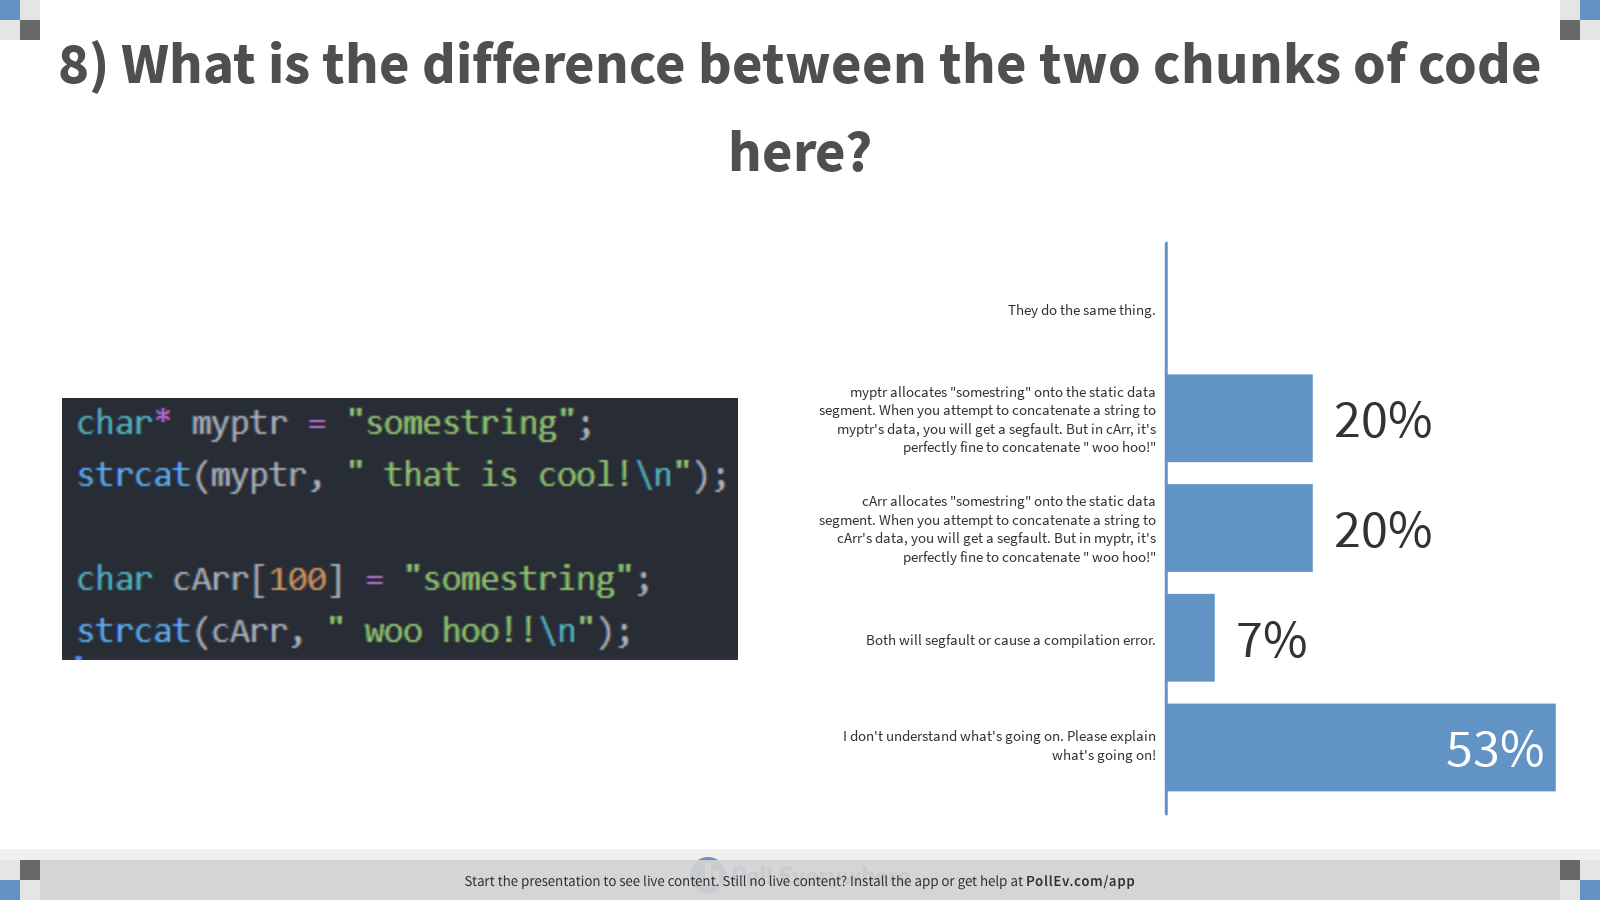 8) What is the difference between the two chunks of code
here?
char* myptr = "somestring";
strcat(myptr, " that is cool!\n");
char cArr[100] = "somestring";
strcat(cArr, " woo hoo!!\n");
They do the same thing.
myptr allocates "somestring" onto the static data
segment. When you attempt to concatenate a string to
myptr's data, you will get a segfault. But in cArr, it's
perfectly fine to concatenate " woo hoo!"
20%
cArr allocates "somestring" onto the static data
segment. When you attempt to concatenate a string to
cArr's data, you will get a segfault. But in myptr, it's
perfectly fine to concatenate " woo hoo!"
20%
Both will segfault or cause a compilation error.
7%
I don't understand what's going on. Please explain
what's going on!
53%
Start the presentation to see live content. Still no live content? Install the app or get help at PollEv.com/app